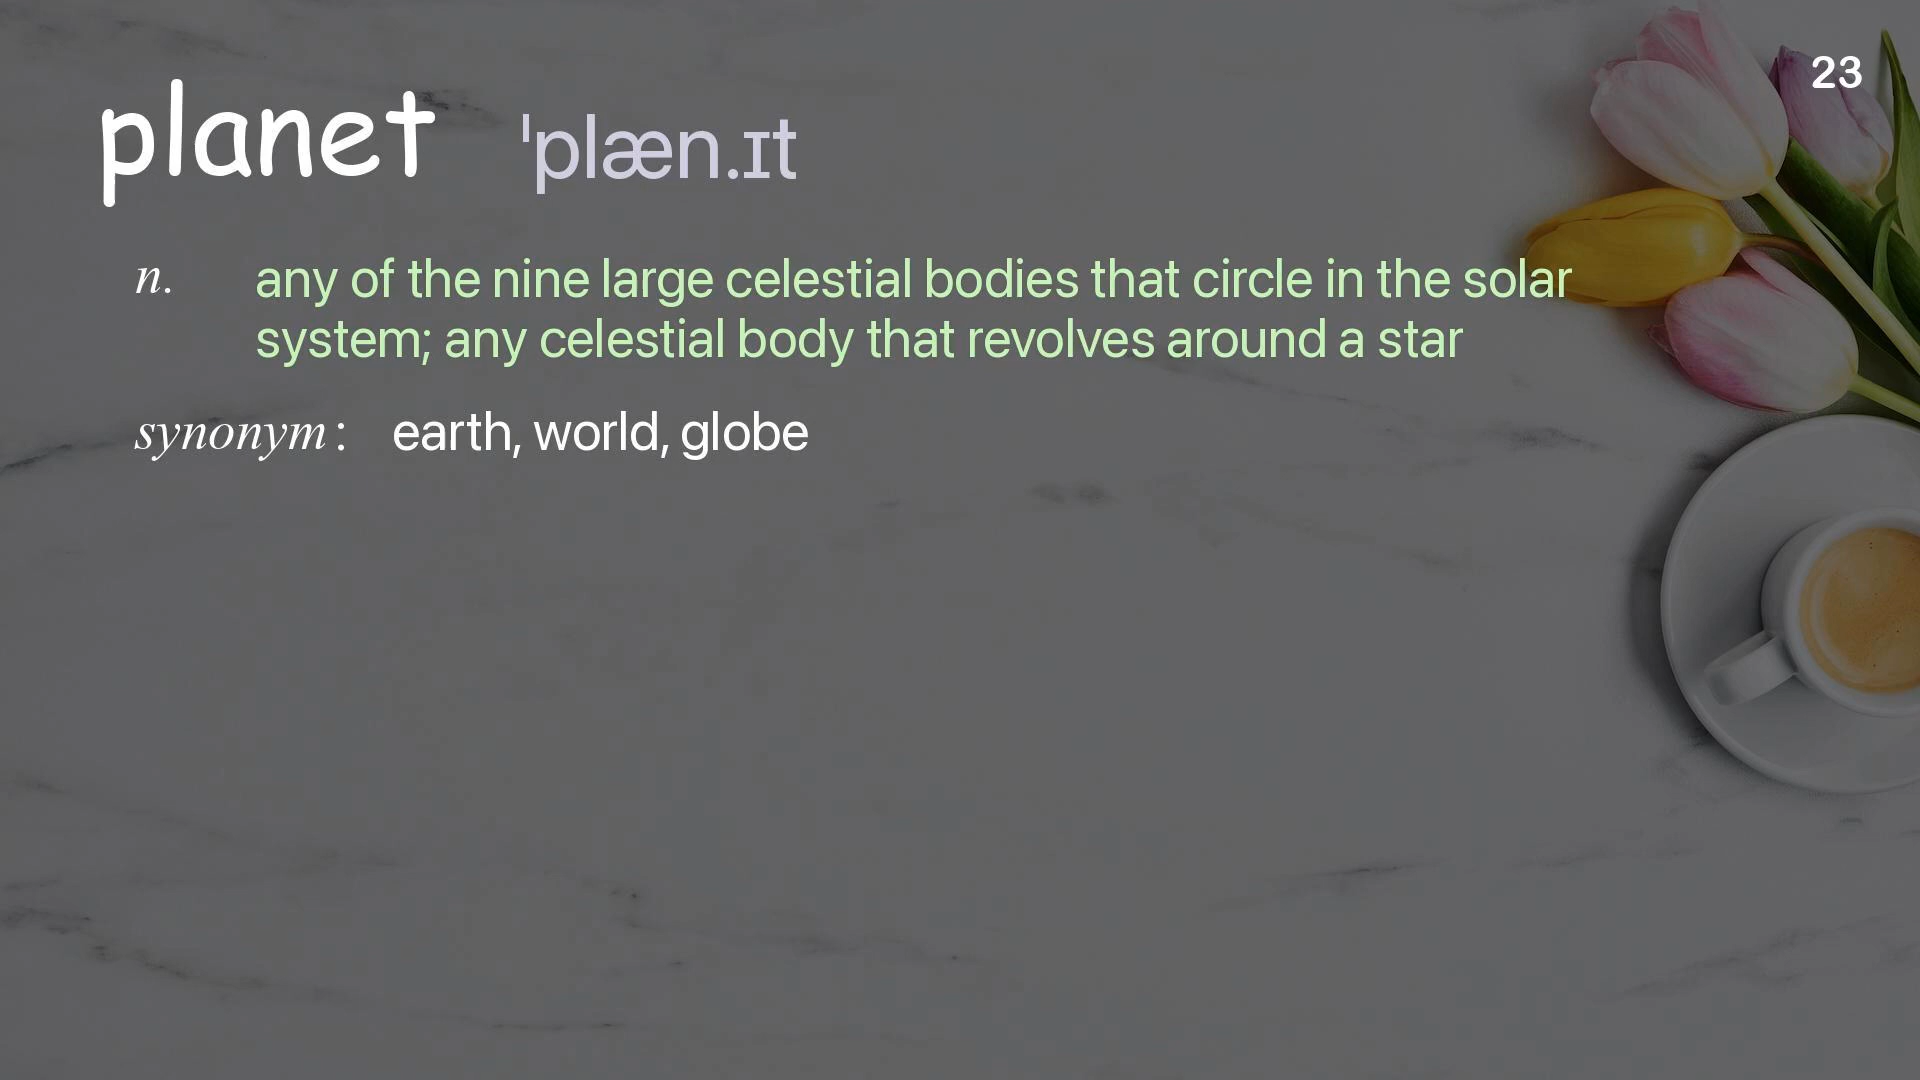 23
planet ˈplæn.ɪt
n. any of the nine large celestial bodies that circle in the solar
system; any celestial body that revolves around a star
synonym: earth, world, globe